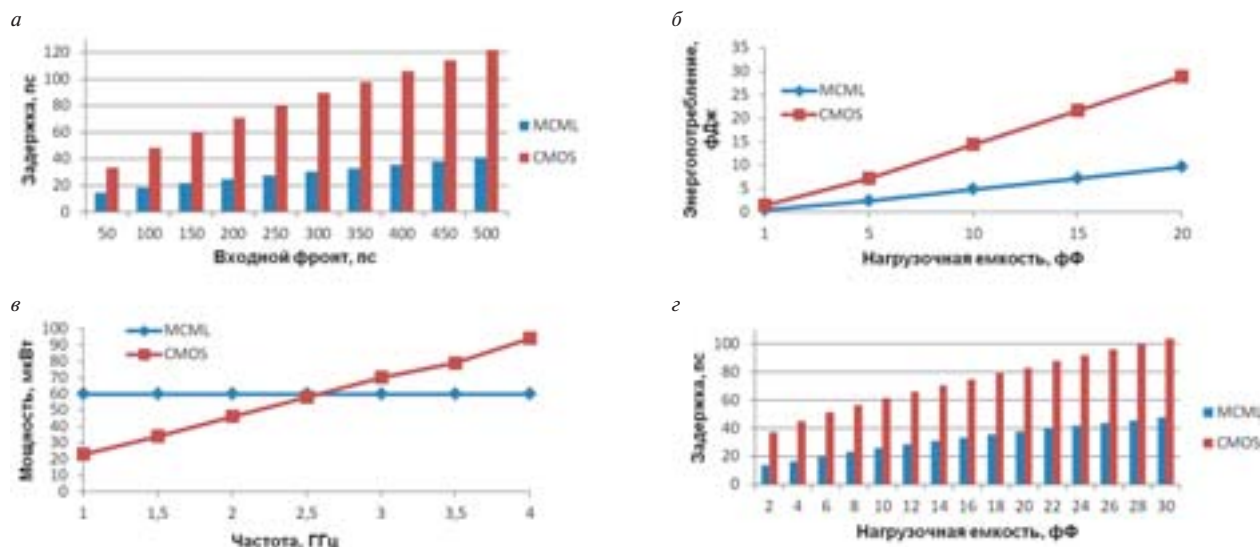 а
120
100
80
60
40
20
0
Задержка, пс
50 100 150 200 250 300 350 400 450 500
Входной фронт, пс
MCML
CMOS
б
35
30
25
20
15
10
5
0
Энергопотребление,
фДж
MCML
CMOS
1 5 10 15 20
Нагрузочная емкость, фФ
в
100
90
80
70
60
50
40
30
20
10
0
Мощность, мкВт
MCML
CMOS
1 1,5 2 2,5 3 3,5 4
Частота, ГГц
г
100
80
60
40
20
0
Задержка, пс
2 4 6 8 10 12 14 16 18 20 22 24 26 28 30
Нагрузочная емкость, фФ
MCML
CMOS